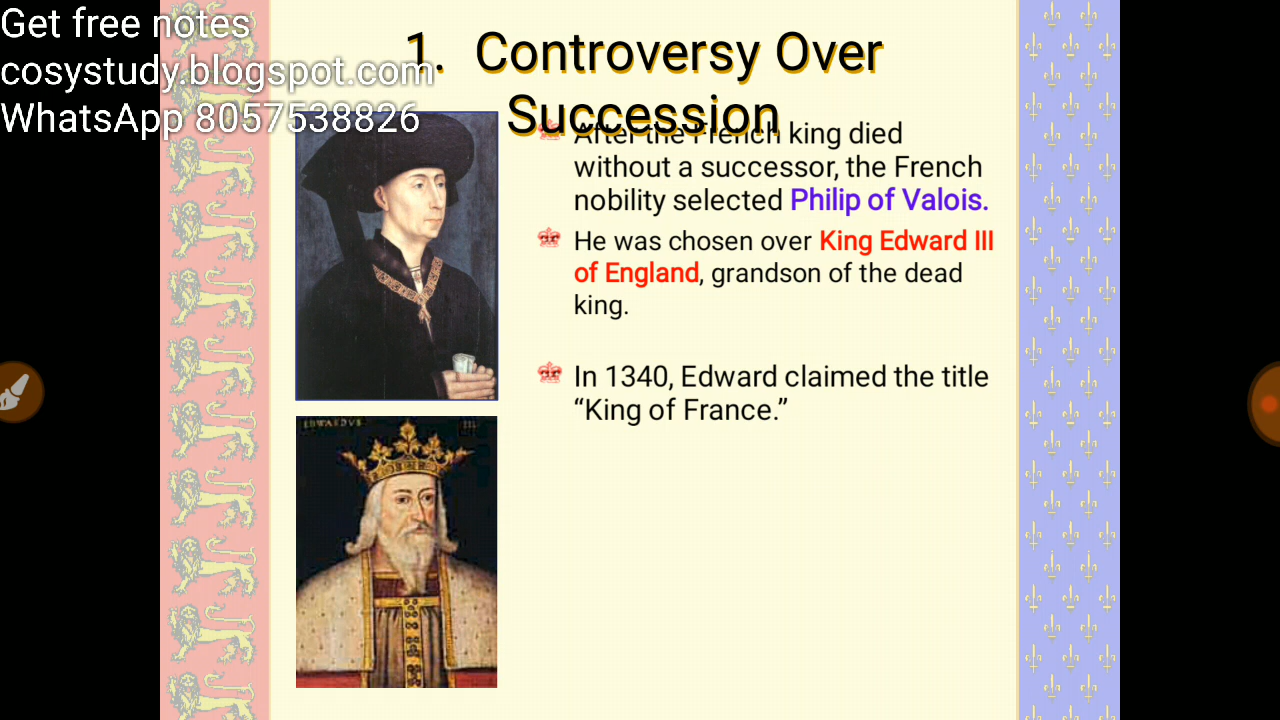 Get free notes
cosystudy.blogspot.com
WhatsApp 8057538826
1. Controversy Over
Succession
After the French king died
without a successor, the French
nobility selected Philip of Valois.
He was chosen over King Edward III
of England, grandson of the dead
king.
In 1340, Edward claimed the title
“King of France.”
EDWARDVS III